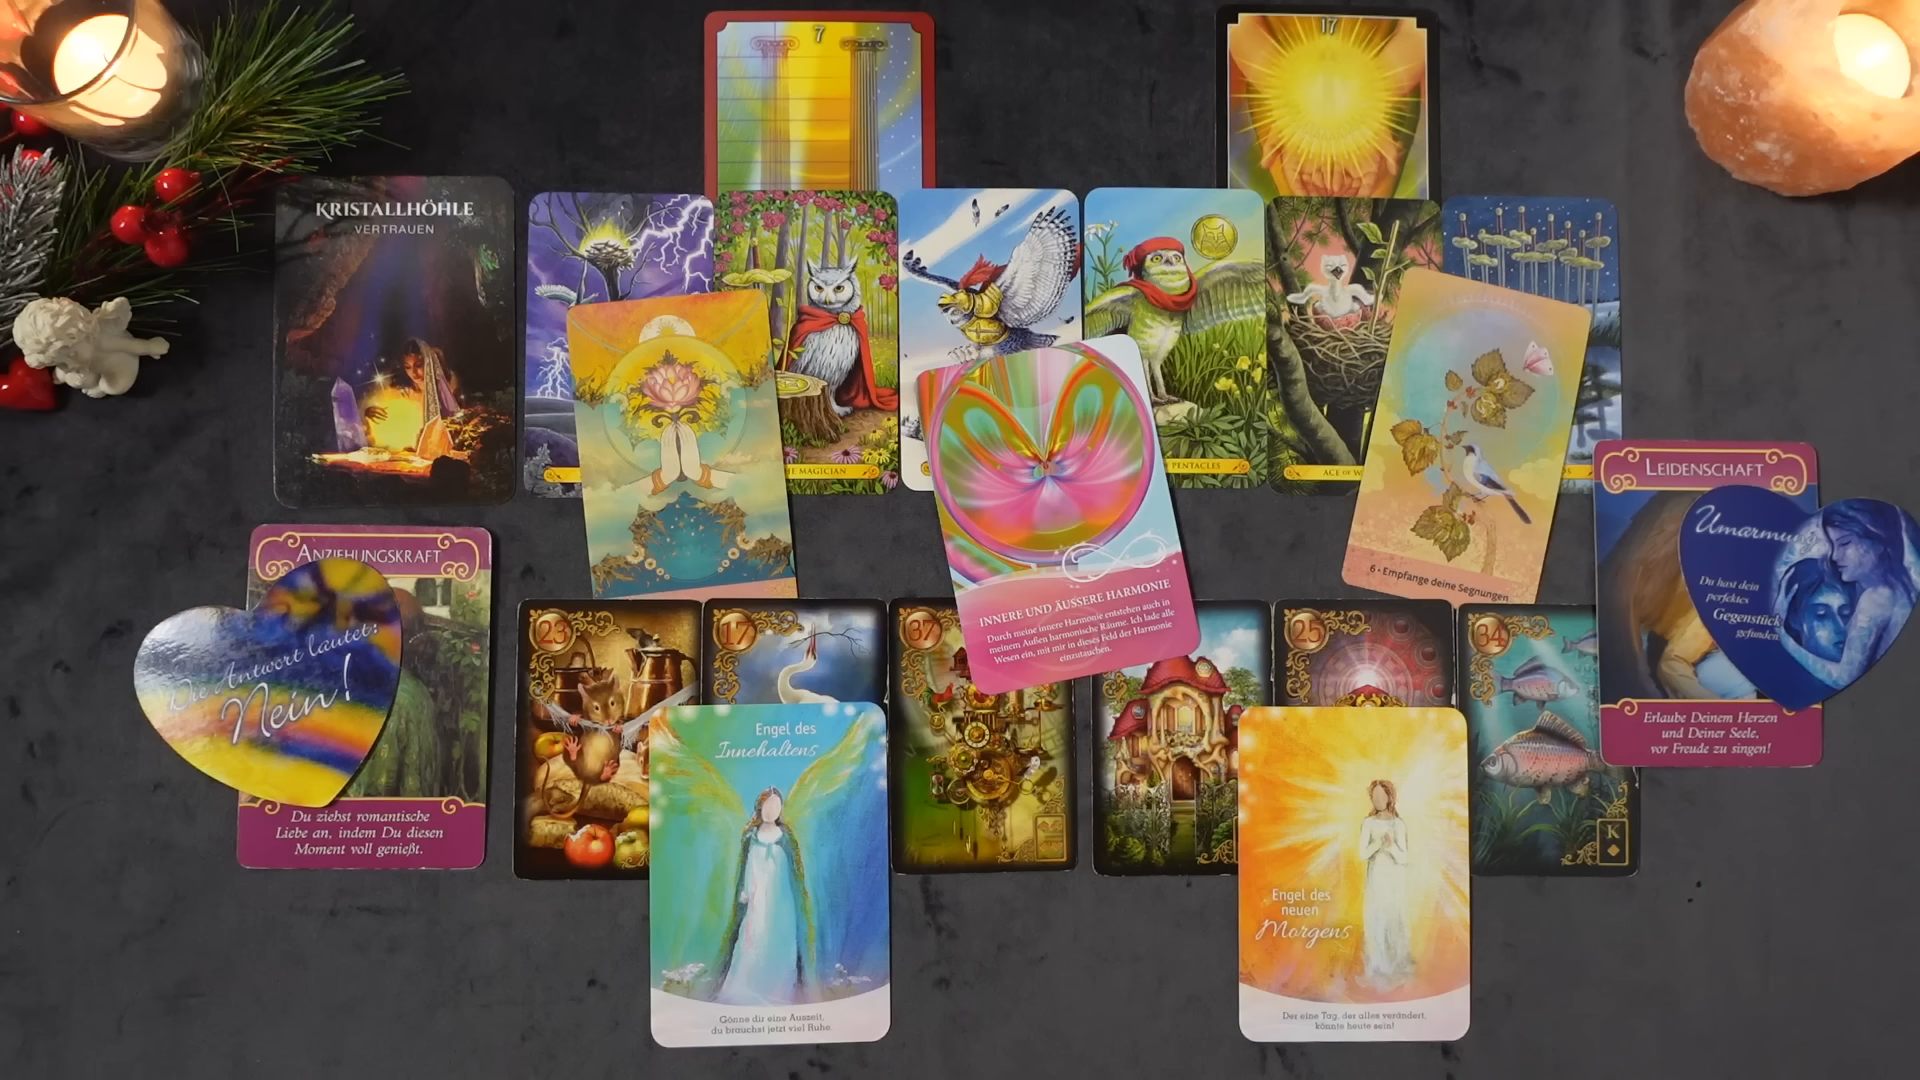 7
17
KRISTALLHÖHLE
VERTRAUEN
THE MAGICIAN
PENTACLES
ACE OF
6 • Empfange deine Segnungen
LEIDENSCHAFT
Umarmung
Du hast dein
perfektes
Gegenstück
gefunden
Erlaube Deinem Herzen
und Deiner Seele,
vor Freude zu singen!
ANZIEHUNGSKRAFT
Die Antwort lautet:
Nein!
Du ziehst romantische
Liebe an, indem Du diesen
Moment voll genießt.
INNERE UND ÄUSSERE HARMONIE
Durch meine innere Harmonie entstehen auch in
meinem Außen harmonische Räume. Ich lade alle
Wesen ein, mit mir in dieses Feld der Harmonie
einzutauchen.
23
17
37
25
34
K
Engel des
Innehaltens
Gönne dir eine Auszeit,
du brauchst jetzt viel Ruhe.
Engel des
neuen
Morgens
Der eine Tag, der alles verändert,
könnte heute sein!